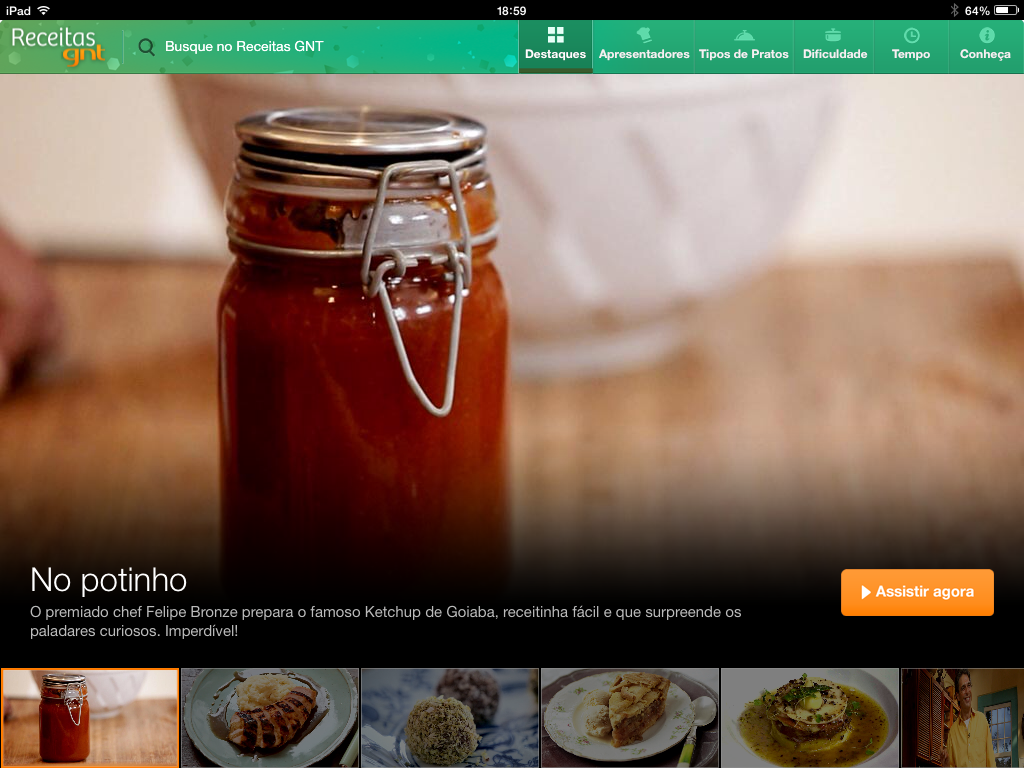 iPad
18:59
64%
Receitas
gnt
Busque no Receitas GNT
Destaques
Apresentadores
Tipos de Pratos
Dificuldade
Tempo
Conheça
No potinho
O premiado chef Felipe Bronze prepara o famoso Ketchup de Goiaba, receitinha fácil e que surpreende os
paladares curiosos. Imperdível!
Assistir agora